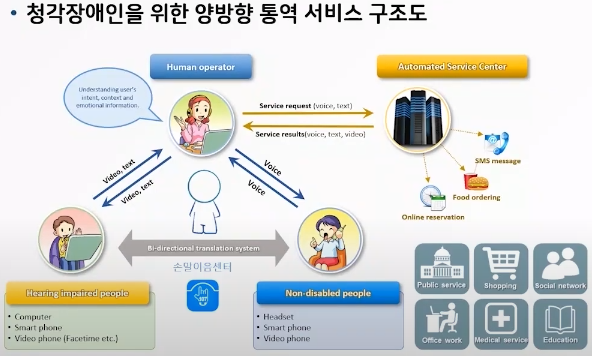 • 청각장애인을 위한 양방향 통역 서비스 구조도
Human operator
Automated Service Center
Understanding user's
intent, context and
emotional information.
Service request (voice, text)
Service results(voice, text, video)
SMS message
Food ordering
Online reservation
Video, text
Video, text
Voice
Voice
Bi-directional translation system
손말이음센터
Hearing impaired people
• Computer
• Smart phone
• Video phone (Facetime etc.)
Non-disabled people
• Headset
• Smart phone
• Video phone
Public service
Shopping
Social network
Office work
Medical service
Education